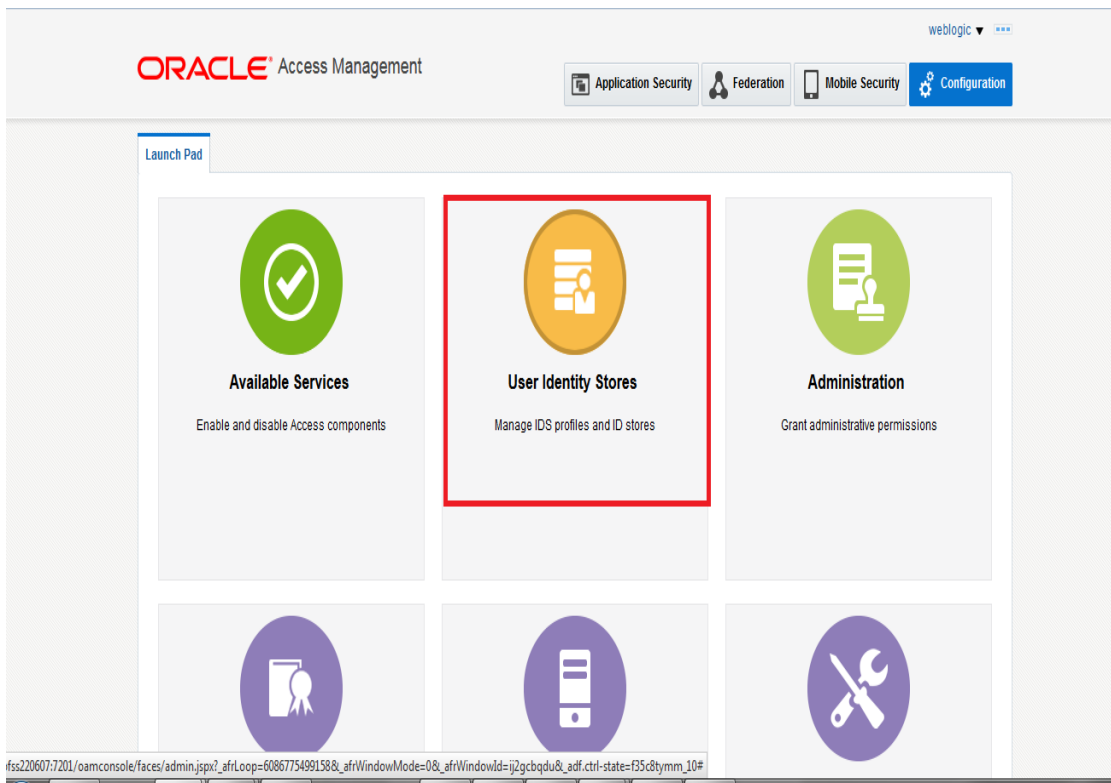 weblogic
ORACLE® Access Management
Application Security
Federation
Mobile Security
Configuration
Launch Pad
Available Services
Enable and disable Access components
User Identity Stores
Manage IDS profiles and ID stores
Administration
Grant administrative permissions
fss220607:7201/oamconsole/faces/admin.jspx?_afrLoop=6086775499158&_afrWindowMode=0&_afrWindowId=ij2gcbqdu&_adf.ctrl-state=f35c8tymm_10#